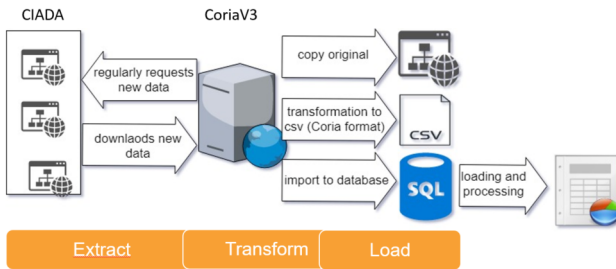 CIADA
CoriaV3
regularly requests
new data
downlaods new
data
copy original
transformation to
csv (Coria format)
CSV
import to database
SQL
loading and
processing
Extract
Transform
Load